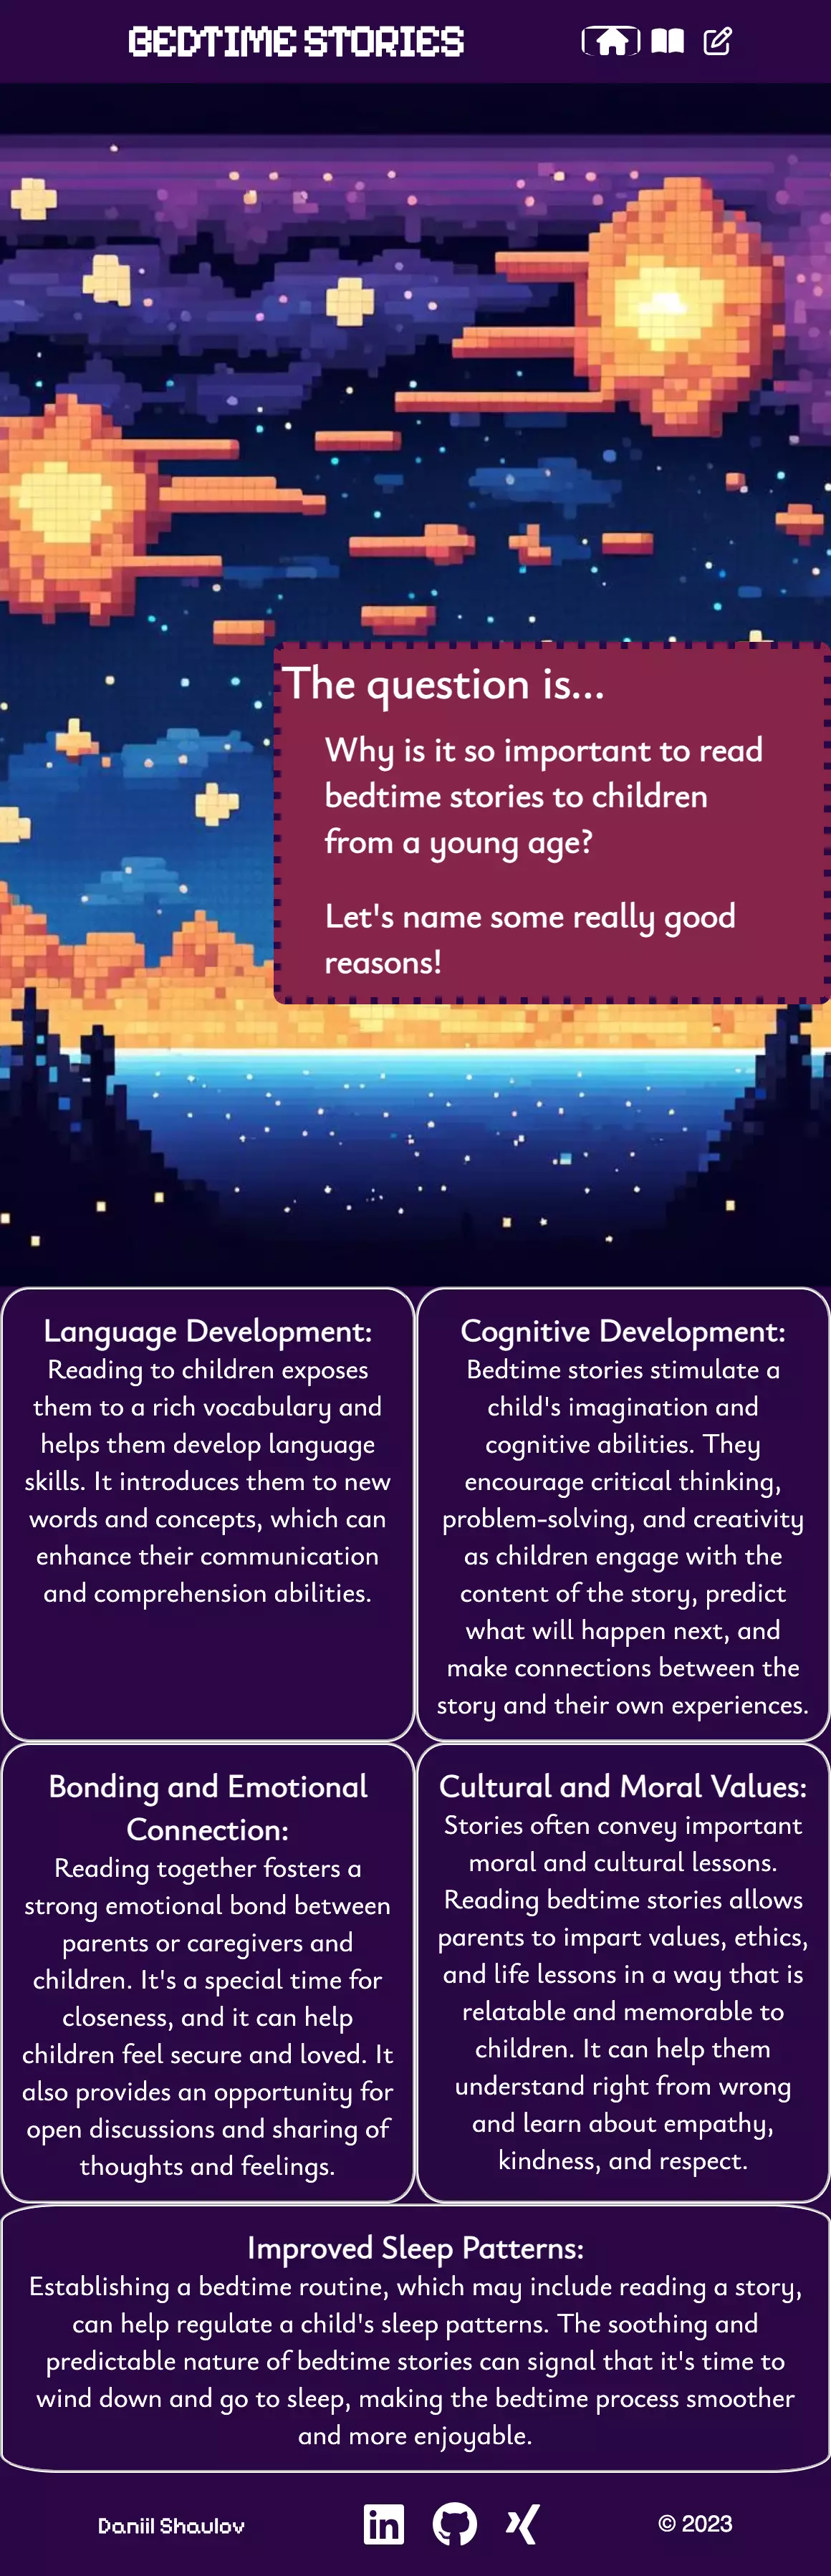 BEDTIME STORIES
The question is...
Why is it so important to read
bedtime stories to children
from a young age?
Let's name some really good
reasons!
Language Development:
Reading to children exposes
them to a rich vocabulary and
helps them develop language
skills. It introduces them to new
words and concepts, which can
enhance their communication
and comprehension abilities.
Cognitive Development:
Bedtime stories stimulate a
child's imagination and
cognitive abilities. They
encourage critical thinking,
problem-solving, and creativity
as children engage with the
content of the story, predict
what will happen next, and
make connections between the
story and their own experiences.
Bonding and Emotional
Connection:
Reading together fosters a
strong emotional bond between
parents or caregivers and
children. It's a special time for
closeness, and it can help
children feel secure and loved. It
also provides an opportunity for
open discussions and sharing of
thoughts and feelings.
Cultural and Moral Values:
Stories often convey important
moral and cultural lessons.
Reading bedtime stories allows
parents to impart values, ethics,
and life lessons in a way that is
relatable and memorable to
children. It can help them
understand right from wrong
and learn about empathy,
kindness, and respect.
Improved Sleep Patterns:
Establishing a bedtime routine, which may include reading a story,
can help regulate a child's sleep patterns. The soothing and
predictable nature of bedtime stories can signal that it's time to
wind down and go to sleep, making the bedtime process smoother
and more enjoyable.
Daniil Shaulov
in
© 2023